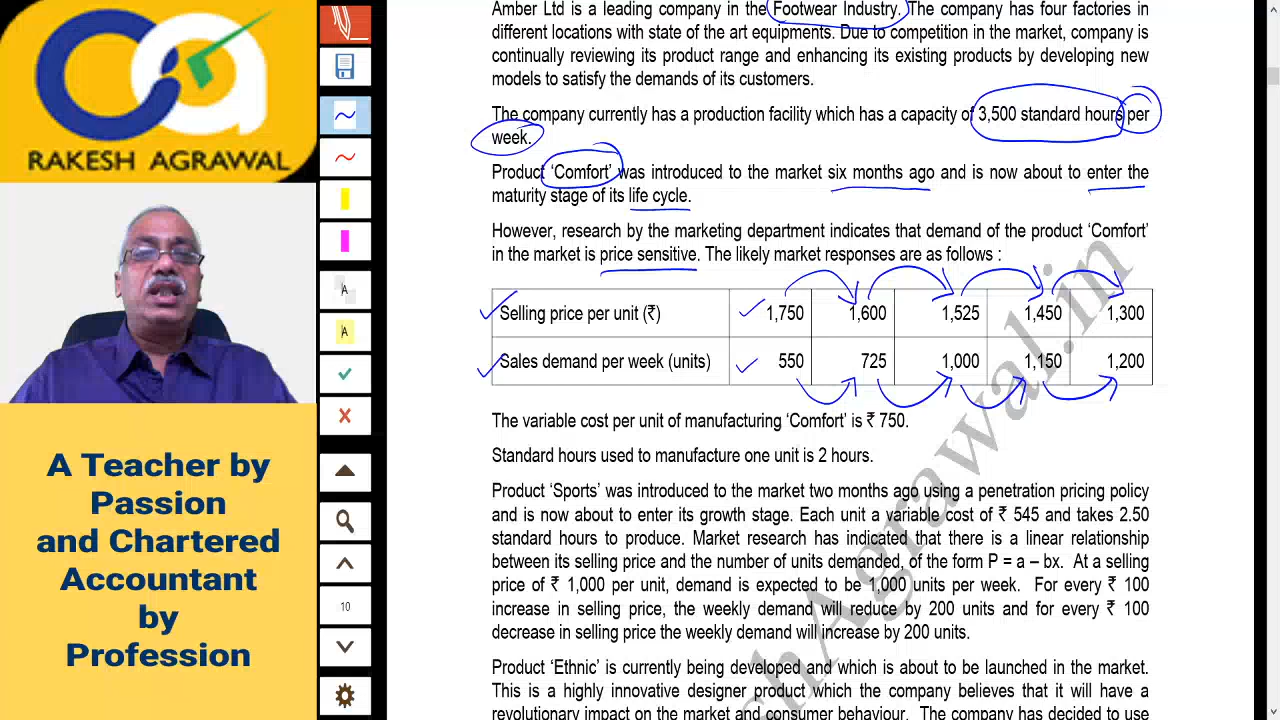 RAKESH AGRAWAL
A Teacher by
Passion
and Chartered
Accountant
by
Profession
A
A
10
Amber Ltd is a leading company in the Footwear Industry. The company has four factories in
different locations with state of the art equipments. Due to competition in the market, company is
continually reviewing its product range and enhancing its existing products by developing new
models to satisfy the demands of its customers.
The company currently has a production facility which has a capacity of 3,500 standard hours per
week.
Product ‘Comfort’ was introduced to the market six months ago and is now about to enter the
maturity stage of its life cycle.
However, research by the marketing department indicates that demand of the product ‘Comfort’
in the market is price sensitive. The likely market responses are as follows :
Selling price per unit (₹) 1,750 1,600 1,525 1,450 1,300
Sales demand per week (units) 550 725 1,000 1,150 1,200
The variable cost per unit of manufacturing ‘Comfort’ is ₹ 750.
Standard hours used to manufacture one unit is 2 hours.
Product ‘Sports’ was introduced to the market two months ago using a penetration pricing policy
and is now about to enter its growth stage. Each unit a variable cost of ₹ 545 and takes 2.50
standard hours to produce. Market research has indicated that there is a linear relationship
between its selling price and the number of units demanded, of the form P = a – bx. At a selling
price of ₹ 1,000 per unit, demand is expected to be 1,000 units per week. For every ₹ 100
increase in selling price, the weekly demand will reduce by 200 units and for every ₹ 100
decrease in selling price the weekly demand will increase by 200 units.
Product ‘Ethnic’ is currently being developed and which is about to be launched in the market.
This is a highly innovative designer product which the company believes that it will have a
revolutionary impact on the market and consumer behaviour. The company has decided to use
hAgrawal.in